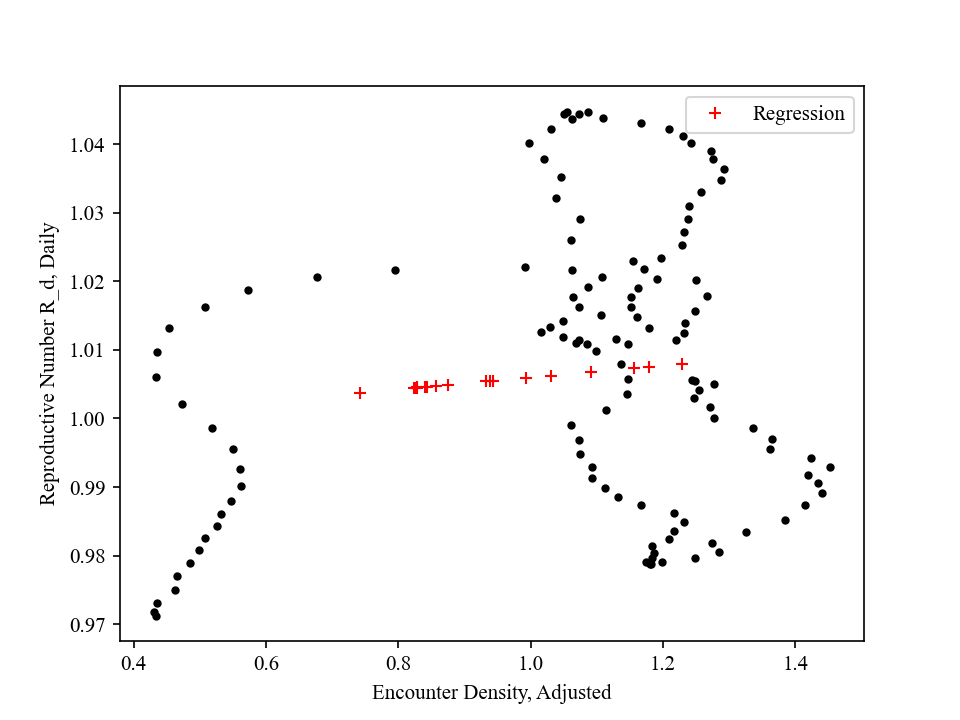 Regression
1.04
1.03
1.02
1.01
1.00
0.99
0.98
0.97
Reproductive Number R_d, Daily
0.4 0.6 0.8 1.0 1.2 1.4
Encounter Density, Adjusted